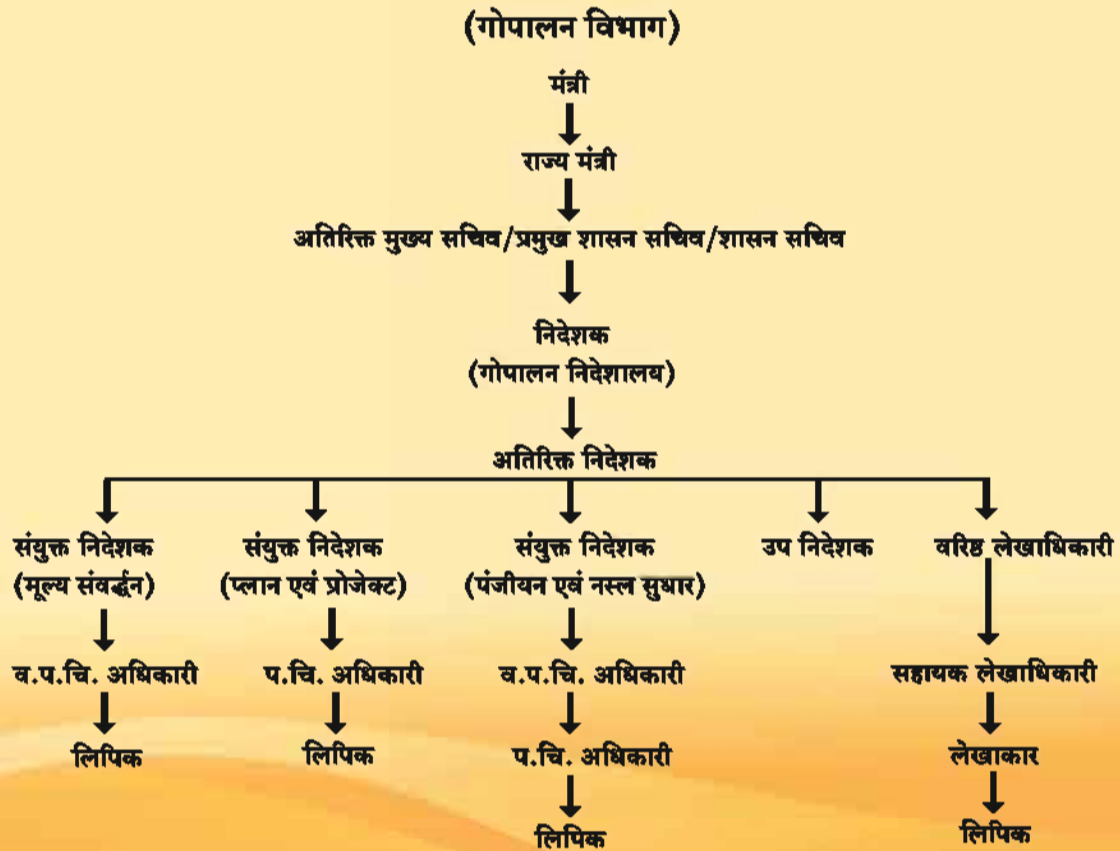 (गोपालन विभाग)
मंत्री
राज्य मंत्री
अतिरिक्त मुख्य सचिव/प्रमुख शासन सचिव/शासन सचिव
निदेशक
(गोपालन निदेशालय)
अतिरिक्त निदेशक
संयुक्त निदेशक
(मूल्य संवर्द्धन)
संयुक्त निदेशक
(प्लान एवं प्रोजेक्ट)
संयुक्त निदेशक
(पंजीयन एवं नस्ल सुधार)
उप निदेशक
वरिष्ठ लेखाधिकारी
व.प.चि. अधिकारी
प.चि. अधिकारी
व.प.चि. अधिकारी
सहायक लेखाधिकारी
लिपिक
लिपिक
प.चि. अधिकारी
लेखाकार
लिपिक
लिपिक